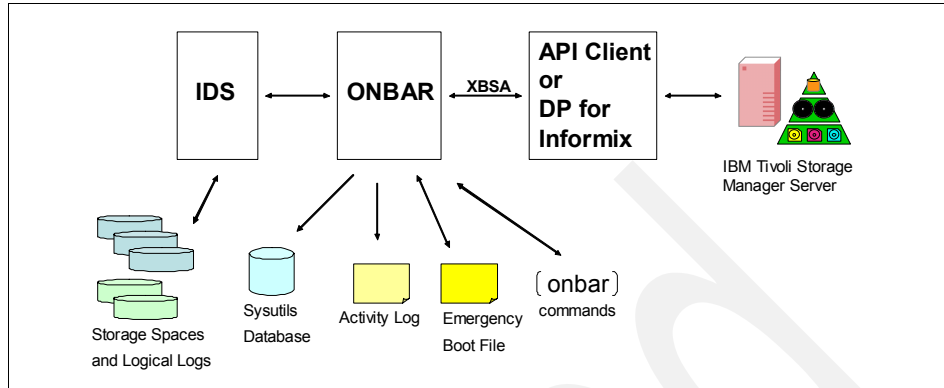 IDS
ONBAR
XBSA
API Client
or
DP for
Informix
IBM Tivoli Storage
Manager Server
Storage Spaces
and Logical Logs
Sysutils
Database
Activity Log
Emergency
Boot File
(onbar)
commands